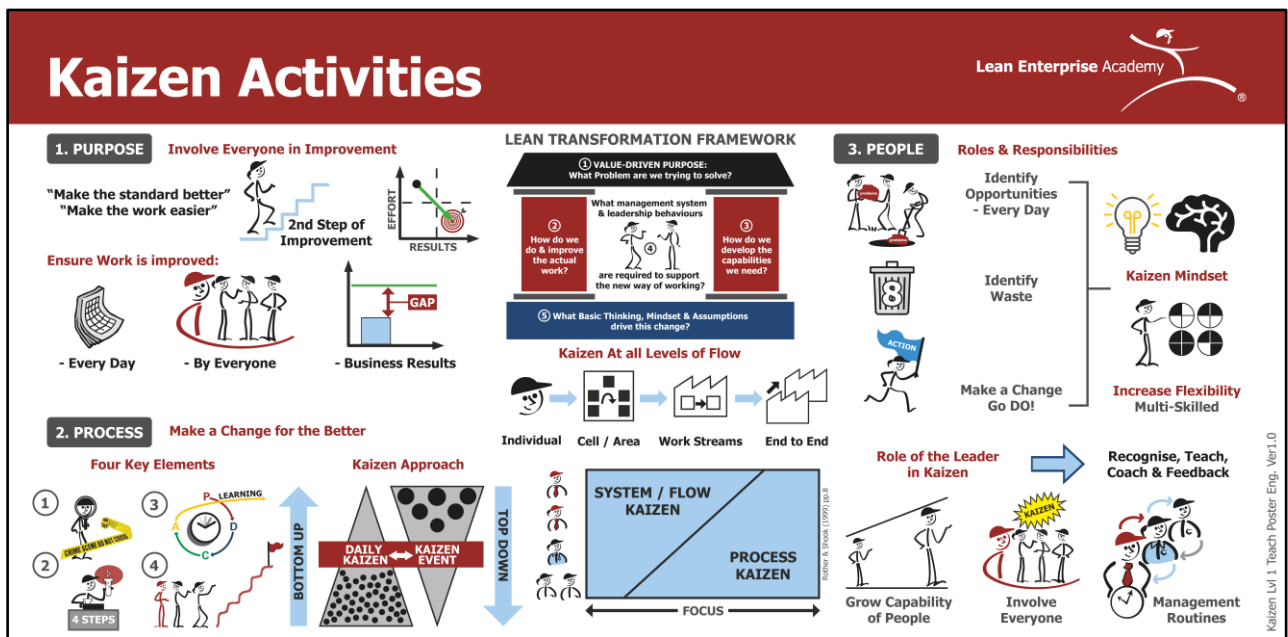 Kaizen Activities
Lean Enterprise Academy
®
1. PURPOSE
Involve Everyone in Improvement
“Make the standard better”
“Make the work easier”
2nd Step of
Improvement
EFFORT
RESULTS
Ensure Work is improved:
GAP
- Every Day
- By Everyone
- Business Results
2. PROCESS
Make a Change for the Better
Four Key Elements
1
CRIME SCENE DO NOT CROSS
2
4 STEPS
3
P
LEARNING
A
D
C
4
Kaizen Approach
BOTTOM UP
DAILY
KAIZEN
KAIZEN
EVENT
TOP DOWN
LEAN TRANSFORMATION FRAMEWORK
1 VALUE-DRIVEN PURPOSE:
What Problem are we trying to solve?
2
How do we
do & improve
the actual
work?
What management system
& leadership behaviours
4
are required to support
the new way of working?
3
How do we
develop the
capabilities
we need?
5 What Basic Thinking, Mindset & Assumptions
drive this change?
Kaizen At all Levels of Flow
Individual
Cell / Area
Work Streams
End to End
SYSTEM / FLOW
KAIZEN
PROCESS
KAIZEN
FOCUS
Rother & Shook (1999) pp.8
3. PEOPLE
Roles & Responsibilities
problems
problems
Identify
Opportunities
- Every Day
8
Identify
Waste
ACTION
Make a Change
Go DO!
Kaizen Mindset
Increase Flexibility
Multi-Skilled
Role of the Leader
in Kaizen
Recognise, Teach,
Coach & Feedback
Grow Capability
of People
KAIZEN
Involve
Everyone
Management
Routines
Kaizen Lvl 1 Teach Poster Eng. Ver1.0